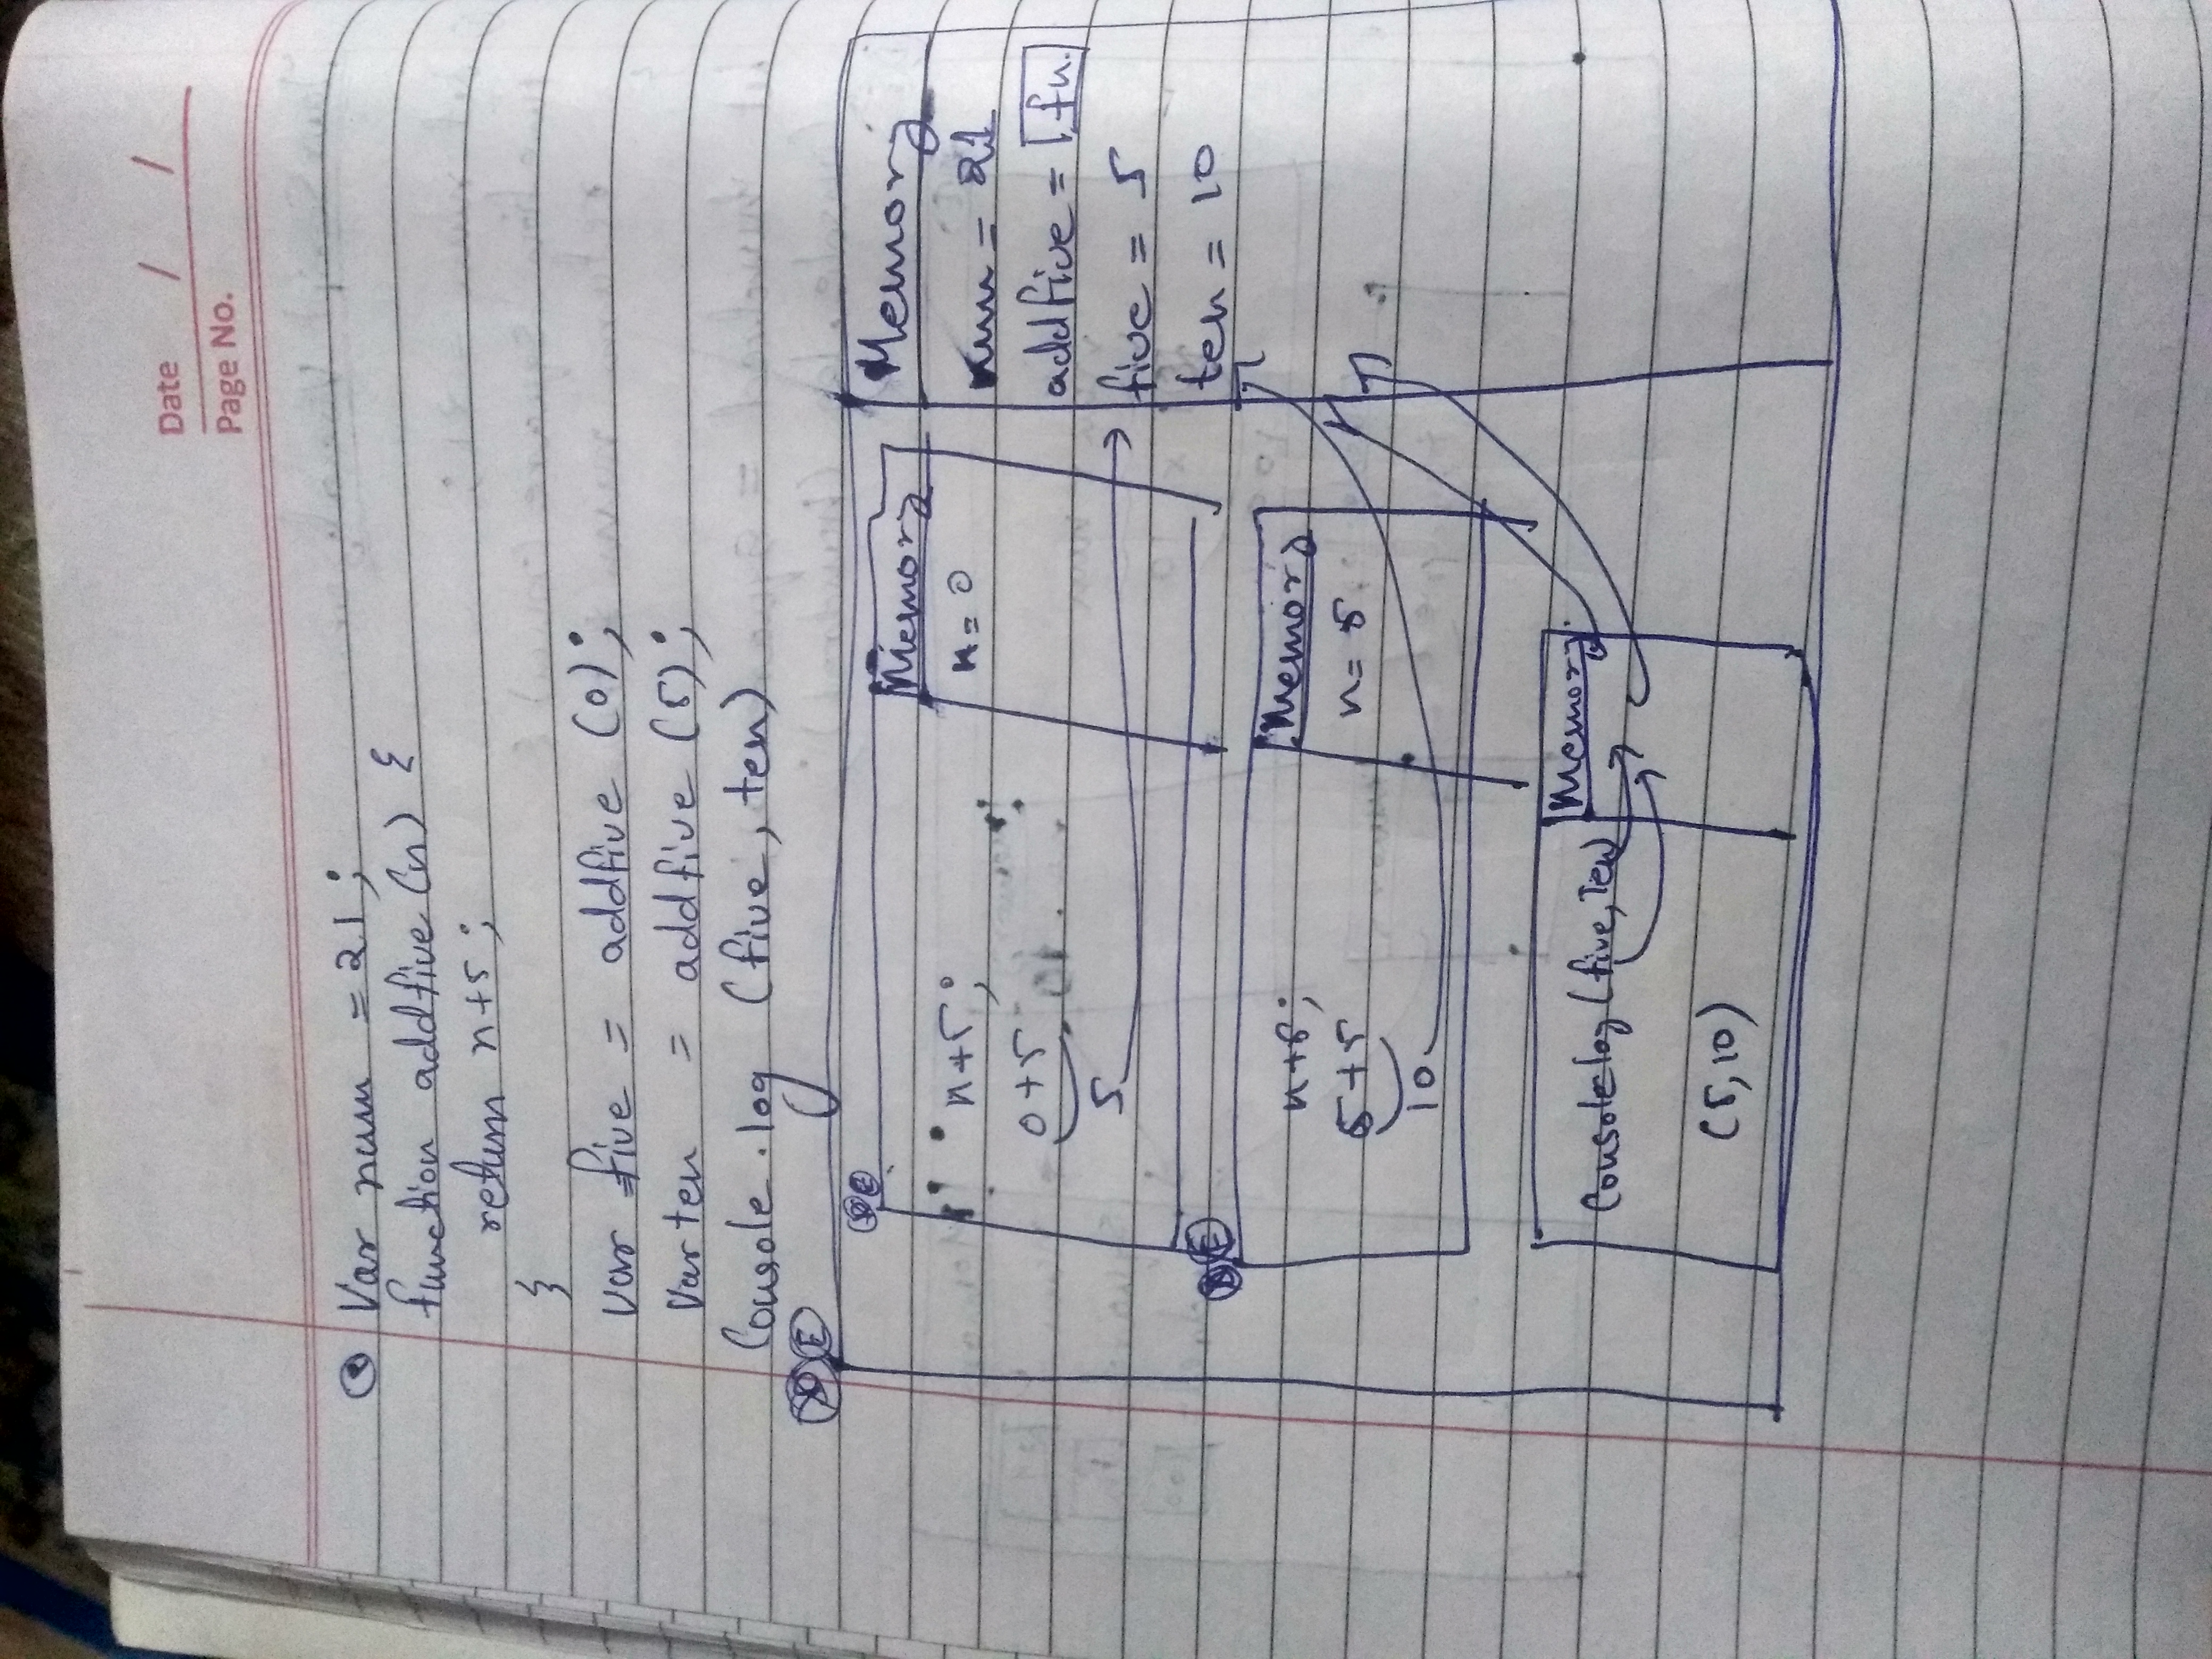 Date / /
Page No.
Var num = 21;
function addfive (n) {
return n+5;
}
var five = addfive (0);
Var ten = addfive (5);
Console.log (five, ten)
E
Memory
num = 21
addfive = fn.
five = 5
ten = 10
E
n+5;
0+5
5
Memory
n= 0
E
n+5;
5+5
10
Memory
n= 5
Console log (five, Ten)
(5,10)
Memory